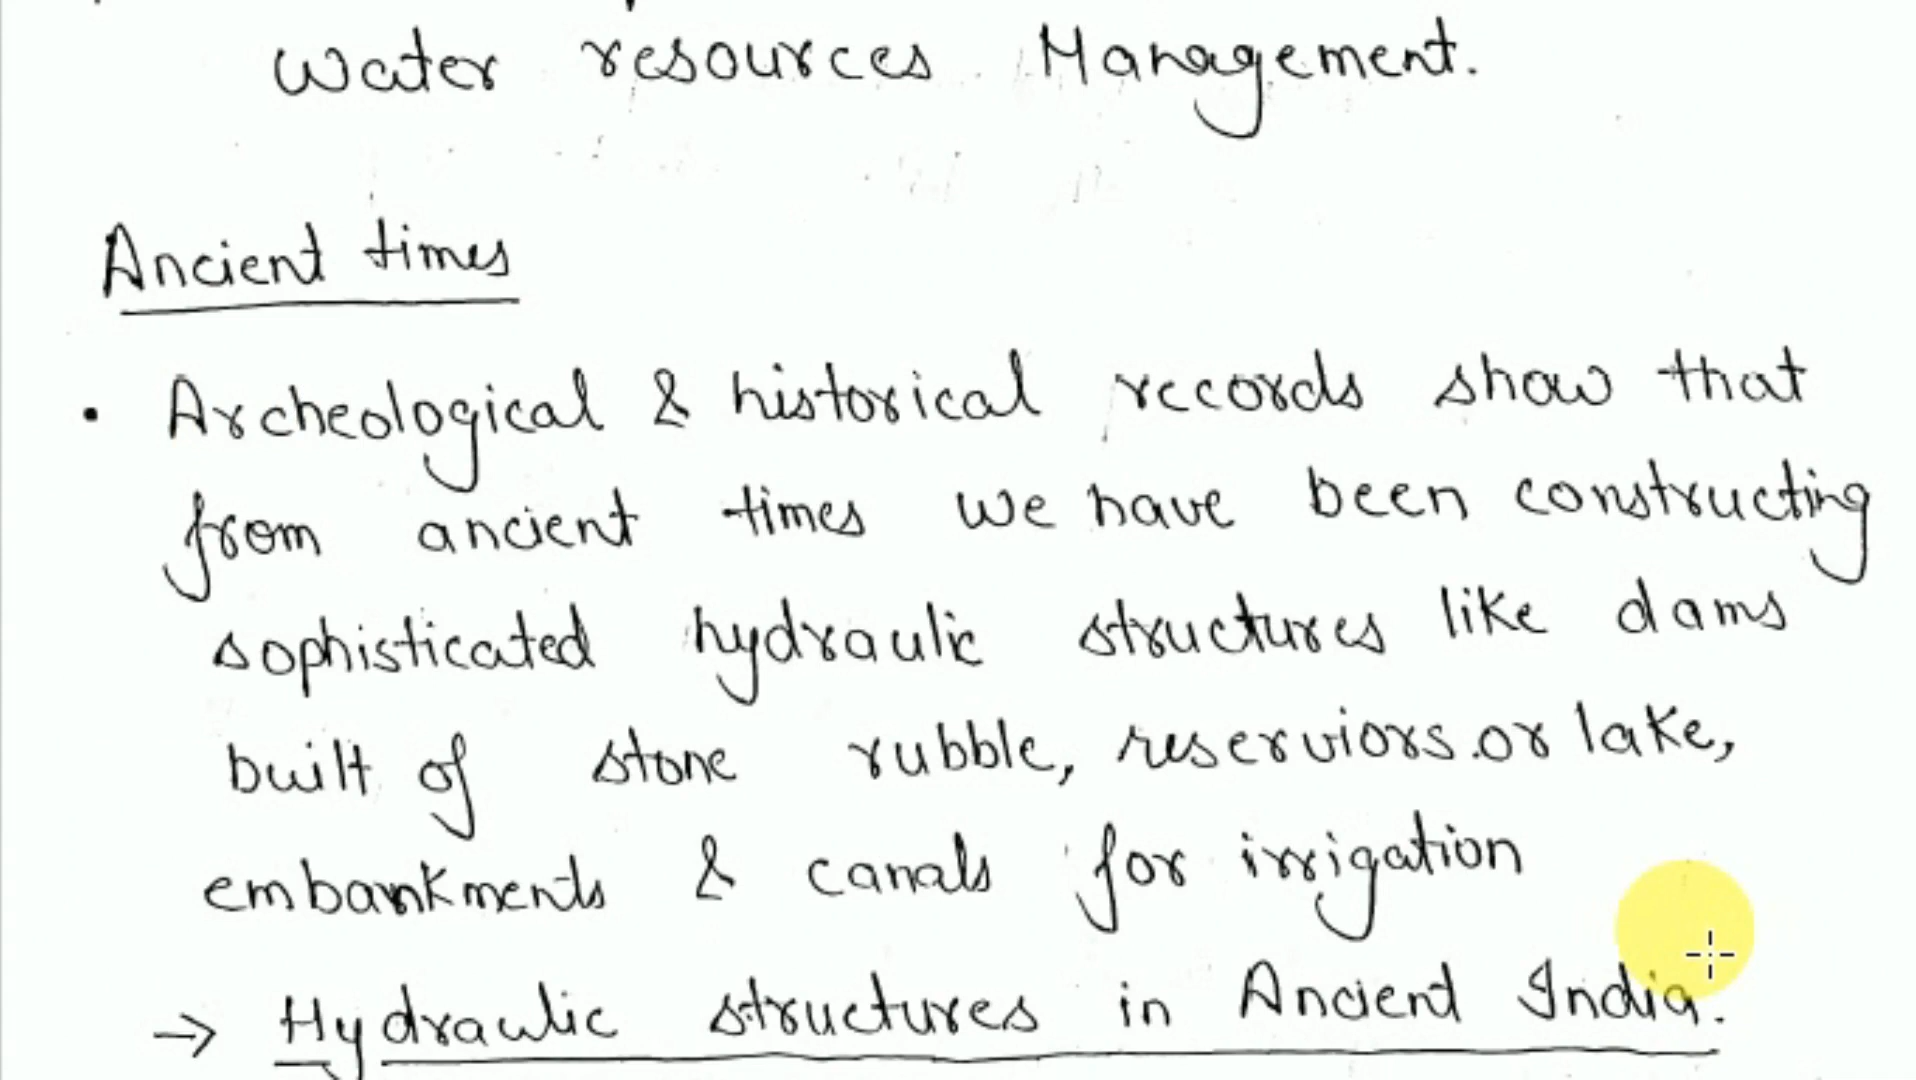 Water resources Management.
Ancient times
• Archeological & historical records show that
from ancient times we have been constructing
sophisticated hydraulic structures like dams
built of stone rubble, reserviors or lake,
embankments & canals for irrigation
→ Hydraulic structures in Ancient India.